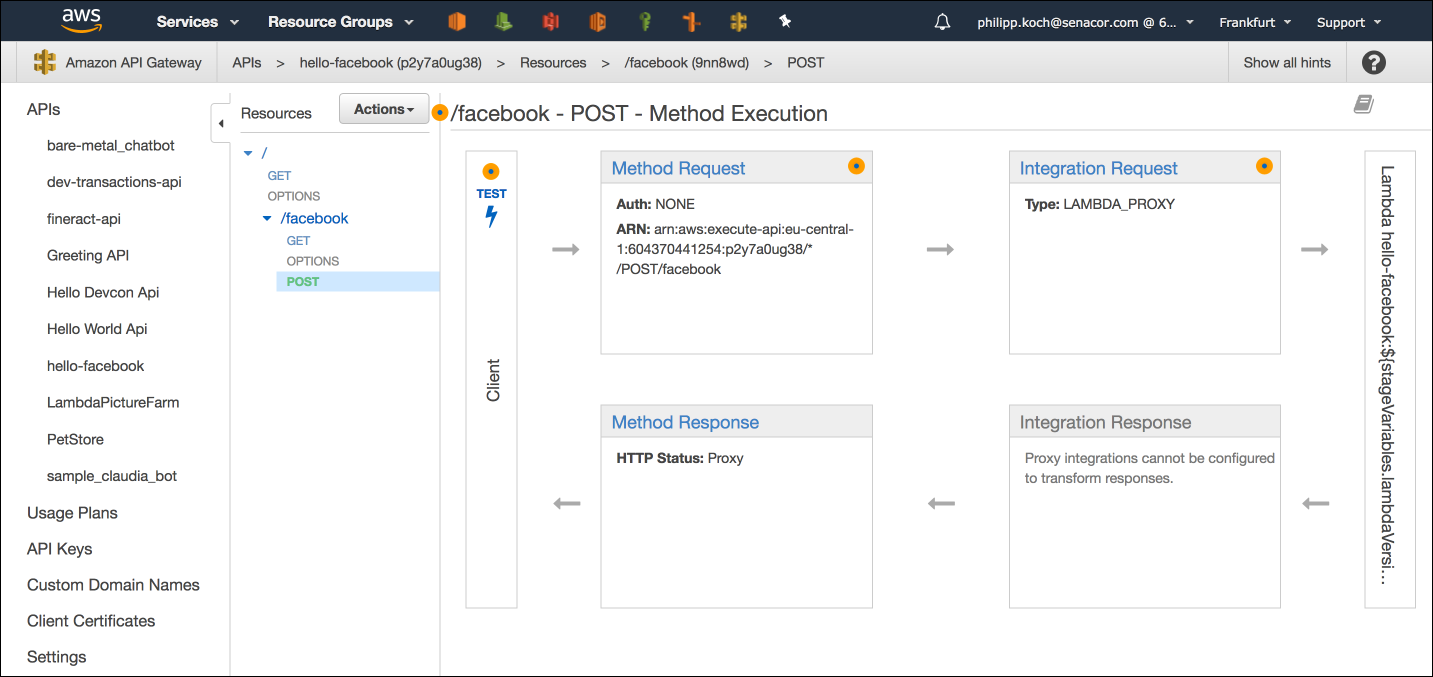 aws
Services
Resource Groups
philipp.koch@senacor.com @ 6...
Frankfurt
Support
Amazon API Gateway
APIs > hello-facebook (p2y7a0ug38) > Resources > /facebook (9nn8wd) > POST
Show all hints
?
APIs
bare-metal_chatbot
dev-transactions-api
fineract-api
Greeting API
Hello Devcon Api
Hello World Api
hello-facebook
LambdaPictureFarm
PetStore
sample_claudia_bot
Usage Plans
API Keys
Custom Domain Names
Client Certificates
Settings
Resources
Actions
/
GET
OPTIONS
/facebook
GET
OPTIONS
POST
/facebook - POST - Method Execution
TEST
Client
Method Request
Auth: NONE
ARN: arn:aws:execute-api:eu-central-
1:604370441254:p2y7a0ug38/*
/POST/facebook
Integration Request
Type: LAMBDA_PROXY
Lambda hello-facebook:${stageVariables.lambdaVersi...
Method Response
HTTP Status: Proxy
Integration Response
Proxy integrations cannot be configured
to transform responses.